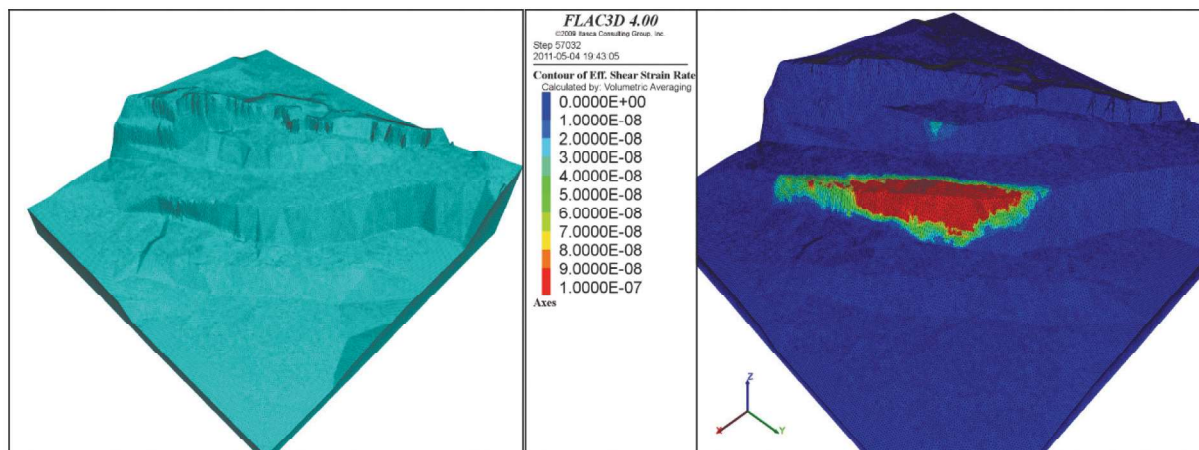 FLAC3D 4.00
©2009 Itasca Consulting Group, Inc.
Step 57032
2011-05-04 19:43:05
Contour of Eff. Shear Strain Rate
Calculated by: Volumetric Averaging
0.0000E+00
1.0000E-08
2.0000E-08
3.0000E-08
4.0000E-08
5.0000E-08
6.0000E-08
7.0000E-08
8.0000E-08
9.0000E-08
1.0000E-07
Axes
Z
X
Y